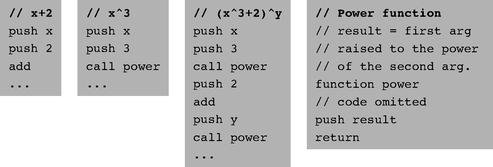 // x+2
push x
push 2
add
...
// x^3
push x
push 3
call power
...
// (x^3+2)^y
push x
push 3
call power
push 2
add
push y
call power
...
// Power function
// result = first arg
// raised to the power
// of the second arg.
function power
// code omitted
push result
return